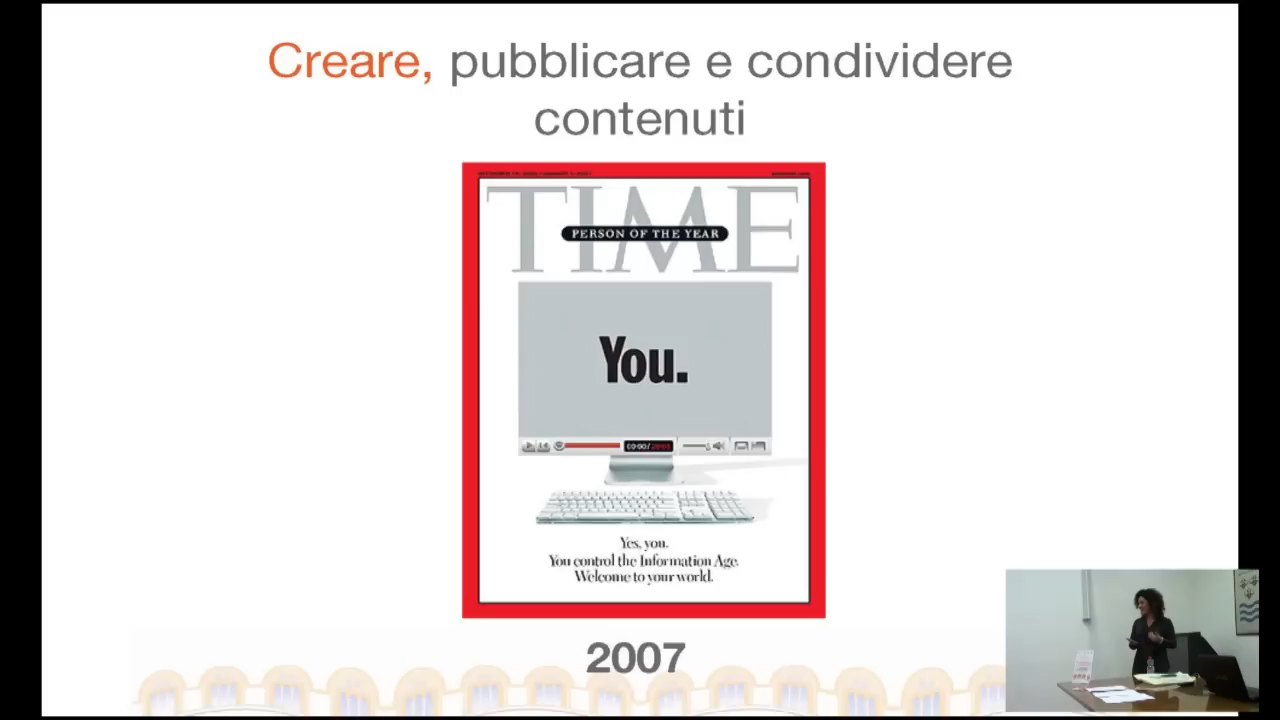 Creare, pubblicare e condividere
contenuti
TIME
PERSON OF THE YEAR
You.
Yes, you.
You control the Information Age.
Welcome to your world.
2007